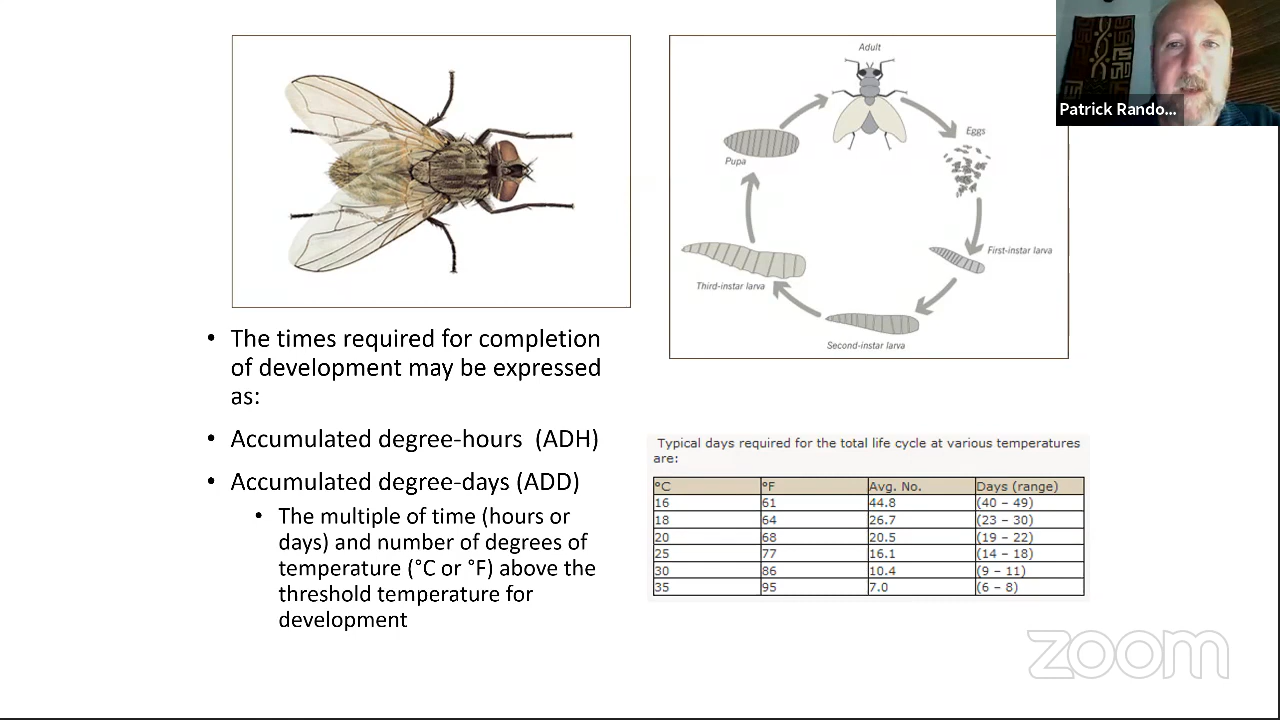 Patrick Rando...
Adult
Eggs
Pupa
First-instar larva
Third-instar larva
Second-instar larva
• The times required for completion
of development may be expressed
as:
• Accumulated degree-hours (ADH)
• Accumulated degree-days (ADD)
• The multiple of time (hours or
days) and number of degrees of
temperature (°C or °F) above the
threshold temperature for
development
Typical days required for the total life cycle at various temperatures
are:
°C °F Avg. No. Days (range)
16 61 44.8 (40 – 49)
18 64 26.7 (23 – 30)
20 68 20.5 (19 – 22)
25 77 16.1 (14 – 18)
30 86 10.4 (9 – 11)
35 95 7.0 (6 – 8)
zoom